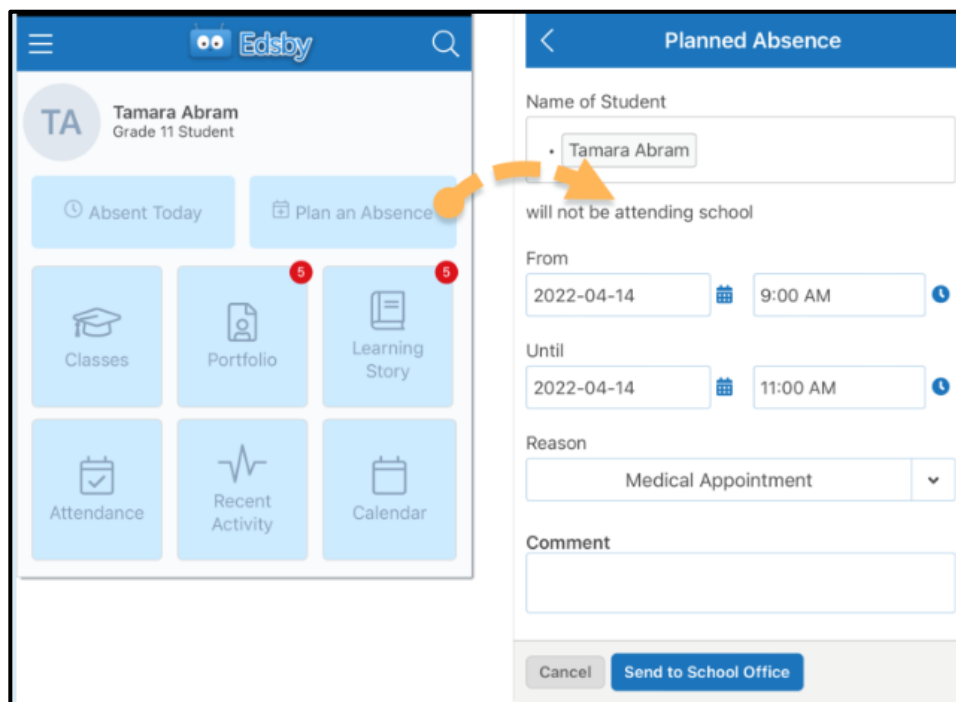 Edsby
TA
Tamara Abram
Grade 11 Student
Absent Today
Plan an Absence
5
5
Classes
Portfolio
Learning
Story
Attendance
Recent
Activity
Calendar
Planned Absence
Name of Student
• Tamara Abram
will not be attending school
From
2022-04-14 9:00 AM
Until
2022-04-14 11:00 AM
Reason
Medical Appointment
Comment
Cancel Send to School Office